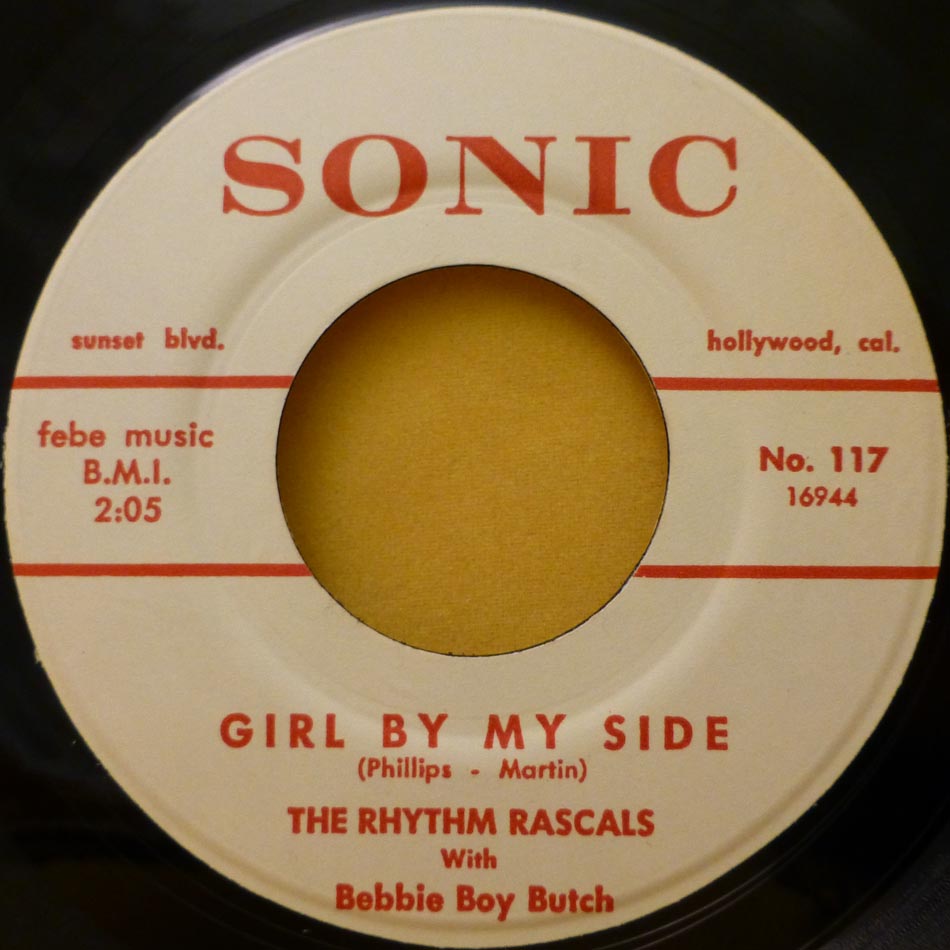 SONIC
sunset blvd.
hollywood, cal.
febe music
B.M.I.
2:05
No. 117
16944
GIRL BY MY SIDE
(Phillips - Martin)
THE RHYTHM RASCALS
With
Bebbie Boy Butch